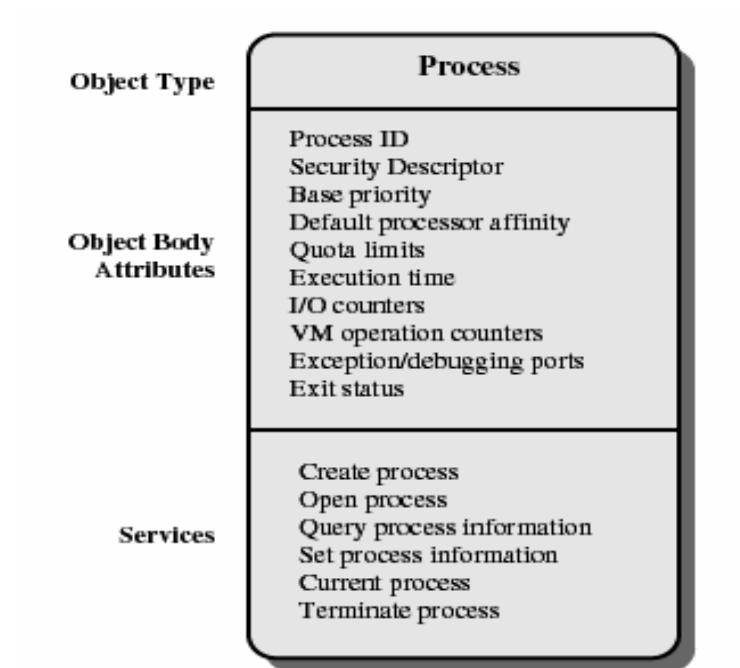 Object Type
Process
Object Body
Attributes
Process ID
Security Descriptor
Base priority
Default processor affinity
Quota limits
Execution time
I/O counters
VM operation counters
Exception/debugging ports
Exit status
Services
Create process
Open process
Query process information
Set process information
Current process
Terminate process